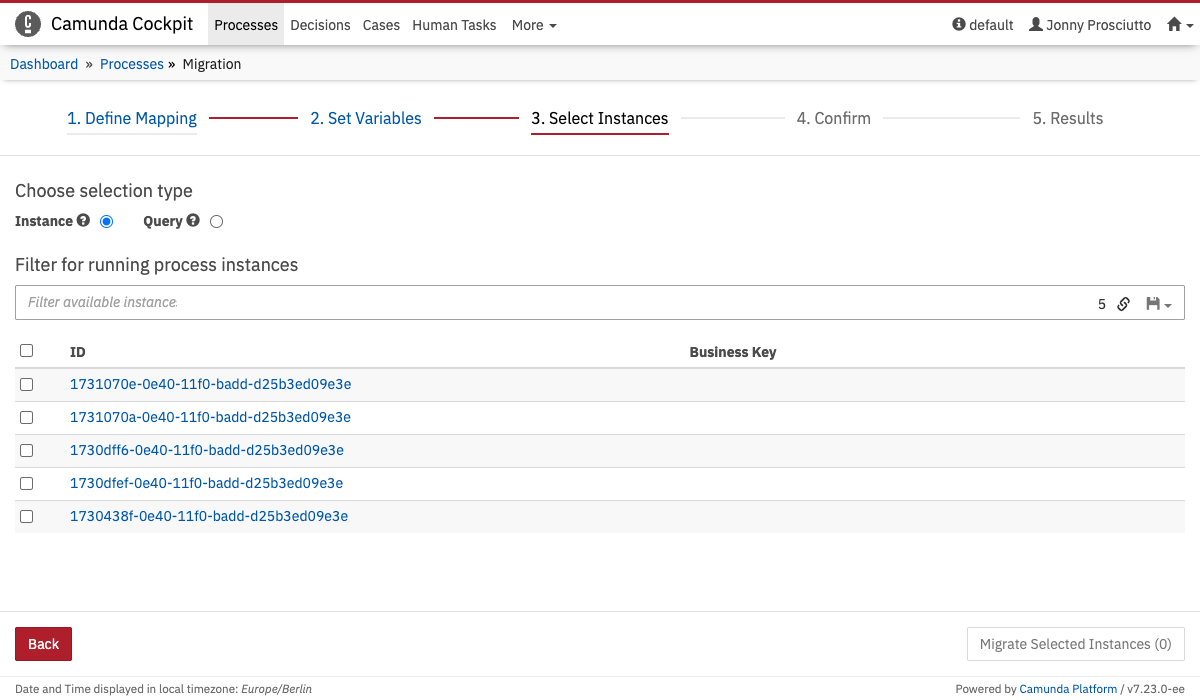 Camunda Cockpit Processes Decisions Cases Human Tasks More default Jonny Prosciutto
Dashboard » Processes » Migration
1. Define Mapping 2. Set Variables 3. Select Instances 4. Confirm 5. Results
Choose selection type
Instance ? Query ?
Filter for running process instances
Filter available instance 5
ID Business Key
1731070e-0e40-11f0-badd-d25b3ed09e3e
1731070a-0e40-11f0-badd-d25b3ed09e3e
1730dff6-0e40-11f0-badd-d25b3ed09e3e
1730dfef-0e40-11f0-badd-d25b3ed09e3e
1730438f-0e40-11f0-badd-d25b3ed09e3e
Back Migrate Selected Instances (0)
Date and Time displayed in local timezone: Europe/Berlin Powered by Camunda Platform / v7.23.0-ee